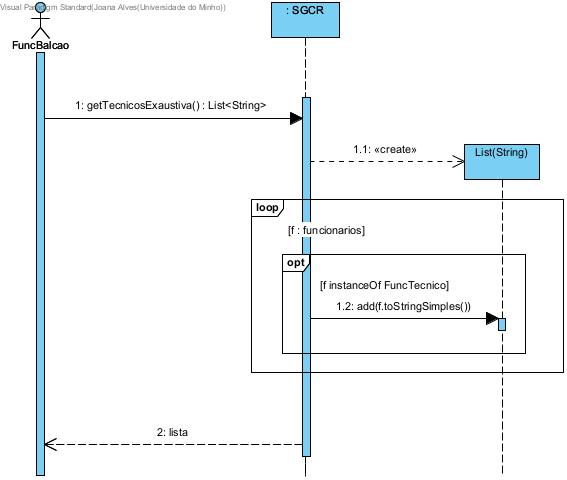 Visual Paradigm Standard(Joana Alves(Universidade do Minho))
: SGCR
FuncBalcao
1: getTecnicosExaustiva() : List<String>
1.1: «create»
List(String)
loop
[f : funcionarios]
opt
[f instanceOf FuncTecnico]
1.2: add(f.toStringSimples())
2: lista